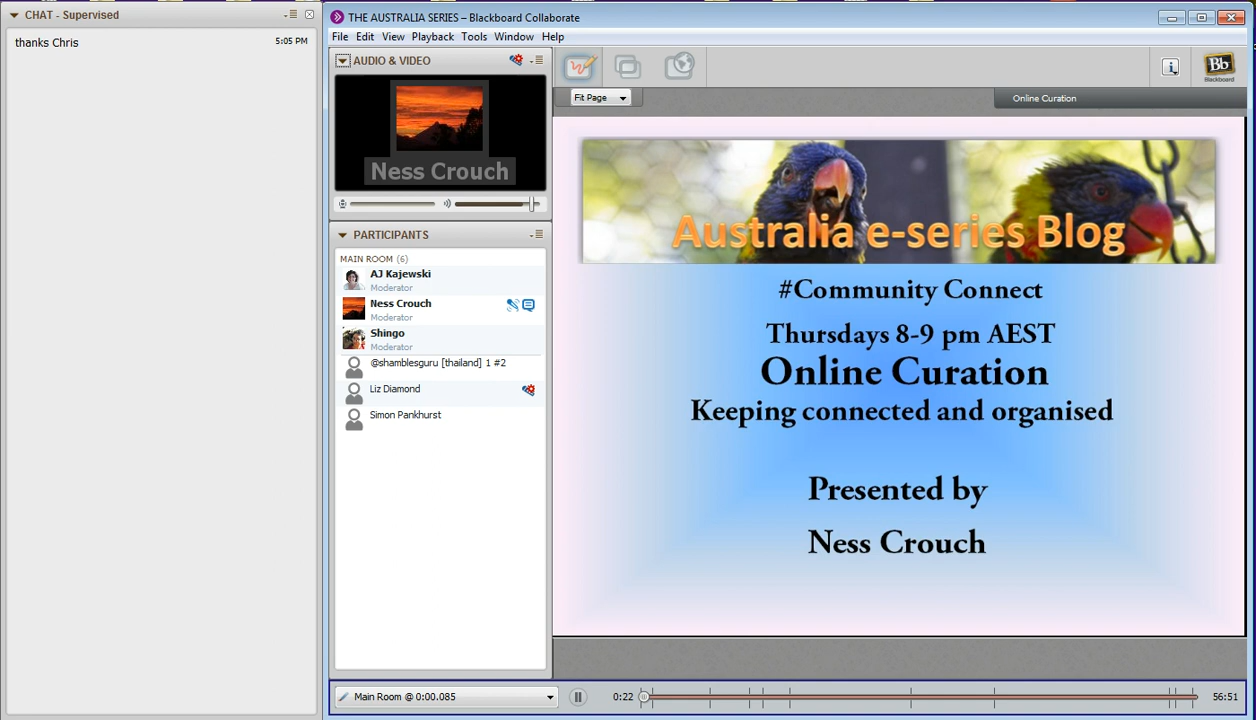 CHAT - Supervised
thanks Chris 5:05 PM
THE AUSTRALIA SERIES – Blackboard Collaborate
File Edit View Playback Tools Window Help
AUDIO & VIDEO
Ness Crouch
PARTICIPANTS
MAIN ROOM (6)
AJ Kajewski
Moderator
Ness Crouch
Moderator
Shingo
Moderator
@shamblesguru [thailand] 1 #2
Liz Diamond
Simon Pankhurst
i
Bb
Blackboard
Fit Page
Online Curation
Australia e-series Blog
#Community Connect
Thursdays 8-9 pm AEST
Online Curation
Keeping connected and organised
Presented by
Ness Crouch
Main Room @ 0:00.085
0:22
56:51